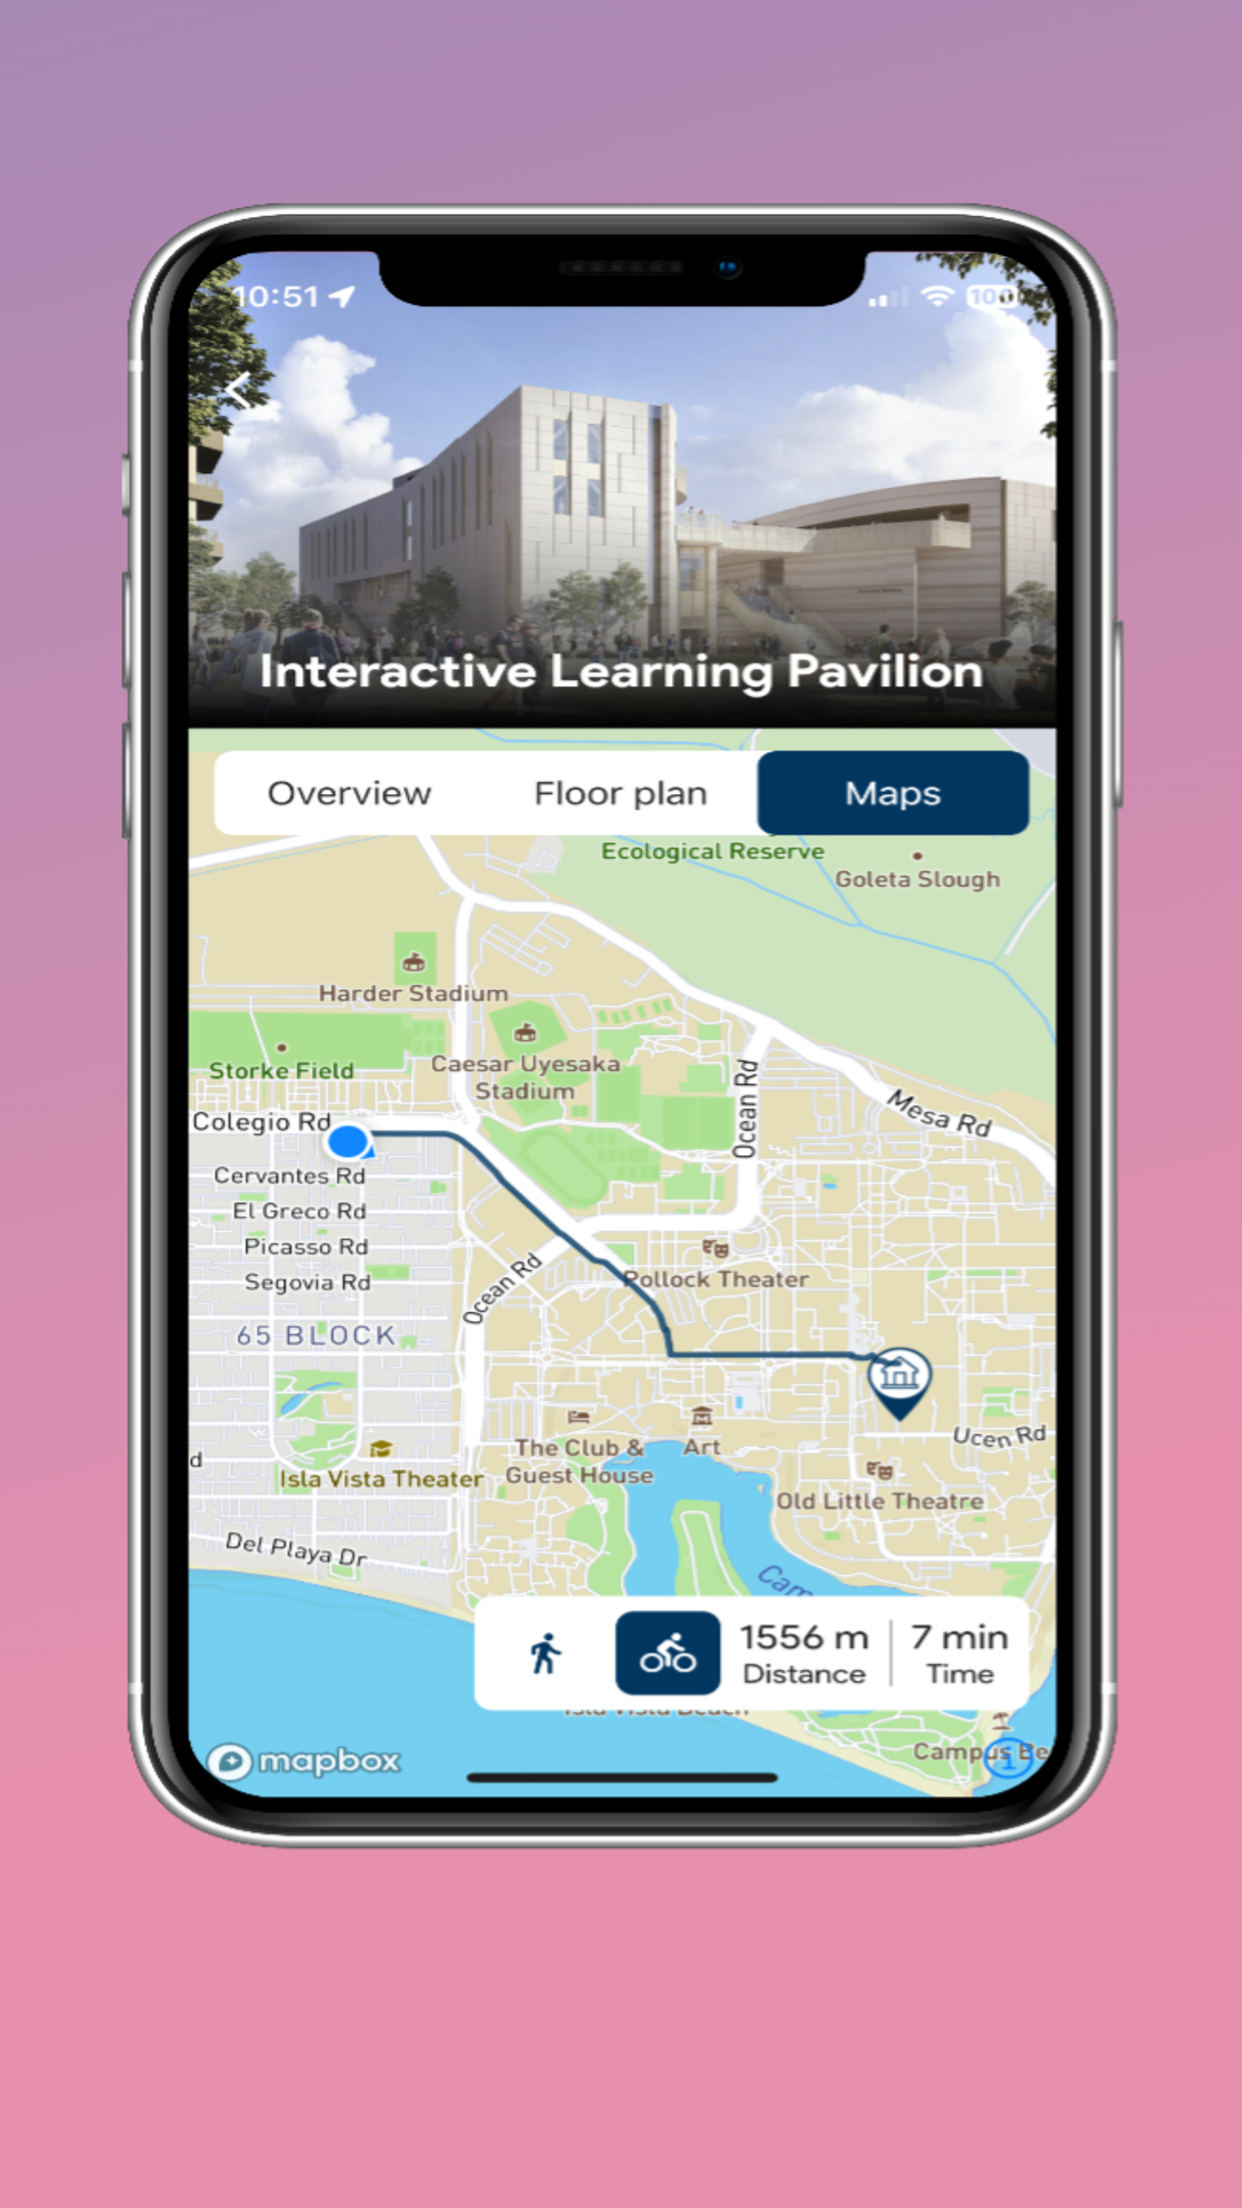 10:51
100
Interactive Learning Pavilion
Overview
Floor plan
Maps
Ecological Reserve
Goleta Slough
Harder Stadium
Storke Field
Caesar Uyesaka
Stadium
Ocean Rd
Mesa Rd
Colegio Rd
Cervantes Rd
El Greco Rd
Picasso Rd
Segovia Rd
Ocean Rd
Pollock Theater
65 BLOCK
The Club &
Guest House
Art
Ucen Rd
d
Isla Vista Theater
Old Little Theatre
Del Playa Dr
Cam
1556 m
Distance
7 min
Time
Isla Vista Beach
mapbox
Campus Be